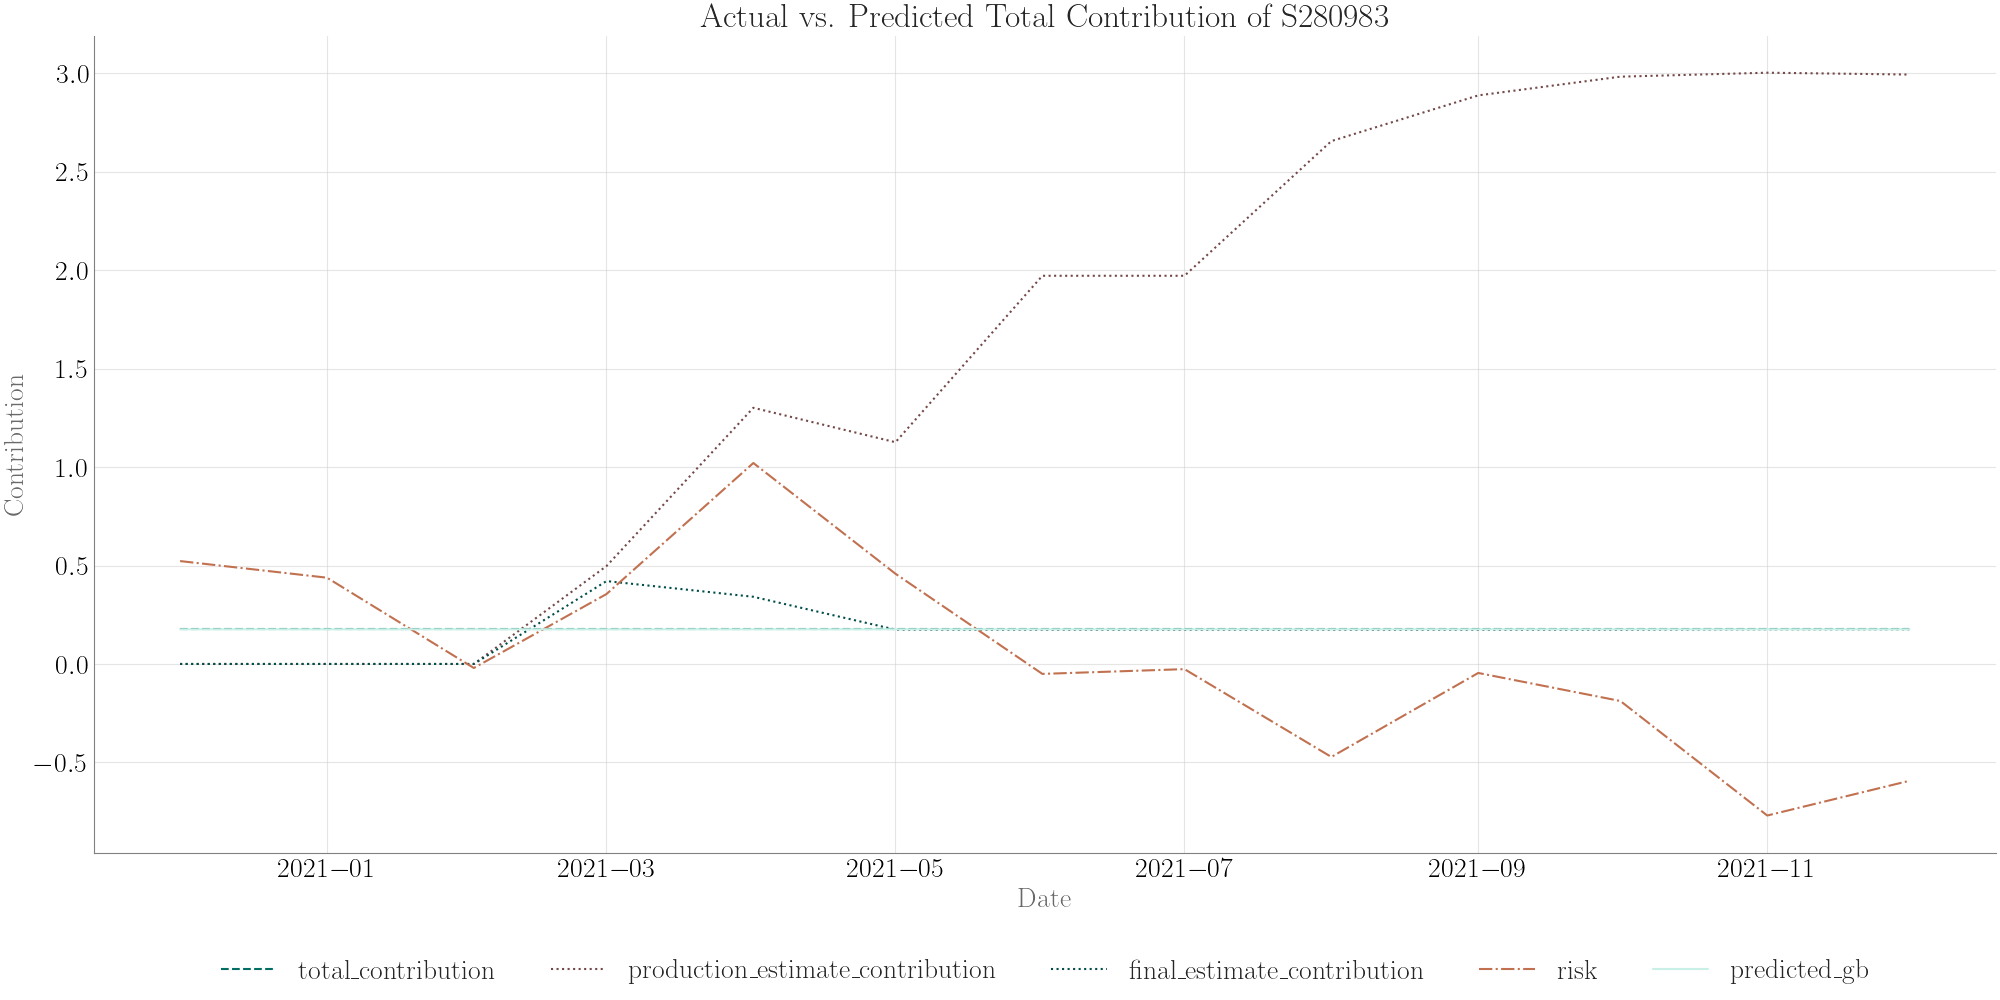 Actual vs. Predicted Total Contribution of S280983
3.0
2.5
2.0
1.5
1.0
0.5
0.0
−0.5
Contribution
2021−01 2021−03 2021−05 2021−07 2021−09 2021−11
Date
total_contribution production_estimate_contribution final_estimate_contribution risk predicted_gb